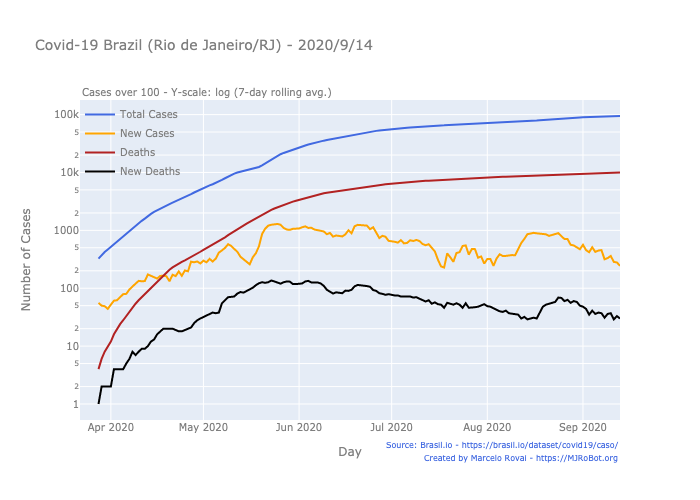 Covid-19 Brazil (Rio de Janeiro/RJ) - 2020/9/14
Cases over 100 - Y-scale: log (7-day rolling avg.)
Total Cases
New Cases
Deaths
New Deaths
Number of Cases
100k
5
2
10k
5
2
1000
5
2
100
5
2
10
5
2
1
Apr 2020
May 2020
Jun 2020
Jul 2020
Aug 2020
Sep 2020
Day
Source: Brasil.io - https://brasil.io/dataset/covid19/caso/
Created by Marcelo Rovai - https://MJRoBot.org